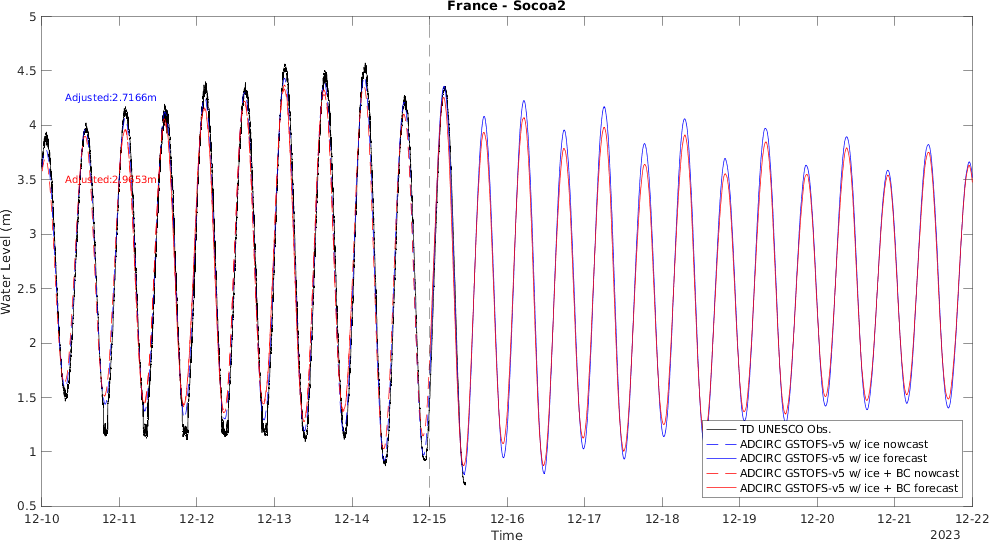 France - Socoa2
5
4.5
4
3.5
3
2.5
2
1.5
1
0.5
Water Level (m)
Adjusted:2.7166m
Adjusted:2.9053m
TD UNESCO Obs.
ADCIRC GSTOFS-v5 w/ ice nowcast
ADCIRC GSTOFS-v5 w/ ice forecast
ADCIRC GSTOFS-v5 w/ ice + BC nowcast
ADCIRC GSTOFS-v5 w/ ice + BC forecast
12-10 12-11 12-12 12-13 12-14 12-15 12-16 12-17 12-18 12-19 12-20 12-21 12-22
Time
2023